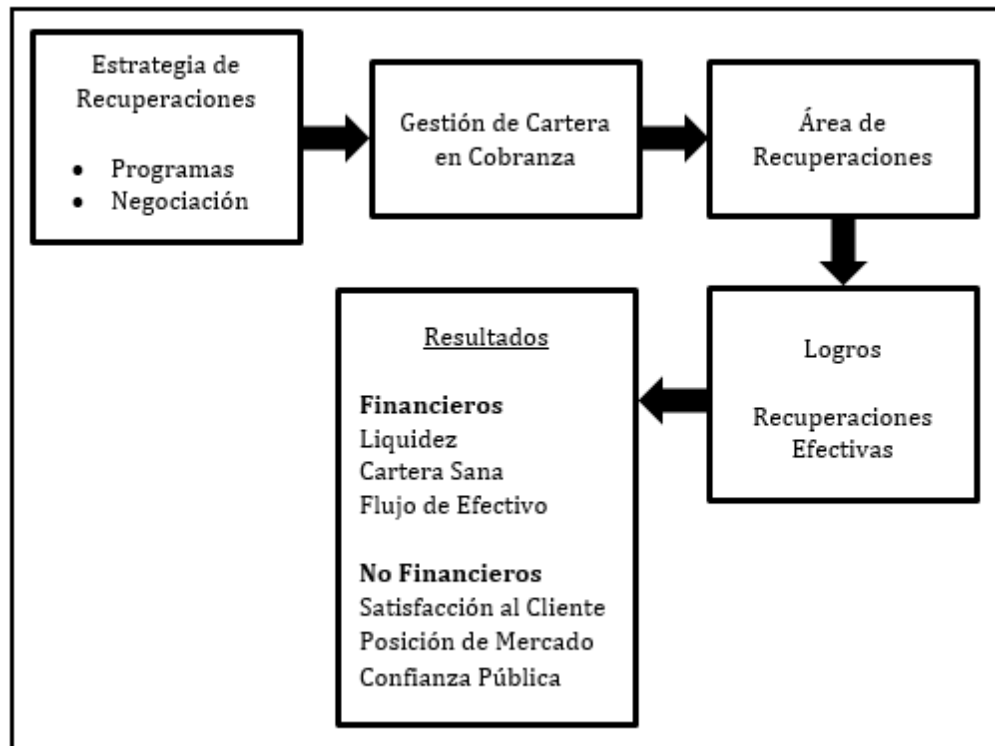 Estrategia de
Recuperaciones
• Programas
• Negociación
Gestión de Cartera
en Cobranza
Área de
Recuperaciones
Logros
Recuperaciones
Efectivas
Resultados
Financieros
Liquidez
Cartera Sana
Flujo de Efectivo
No Financieros
Satisfacción al Cliente
Posición de Mercado
Confianza Pública